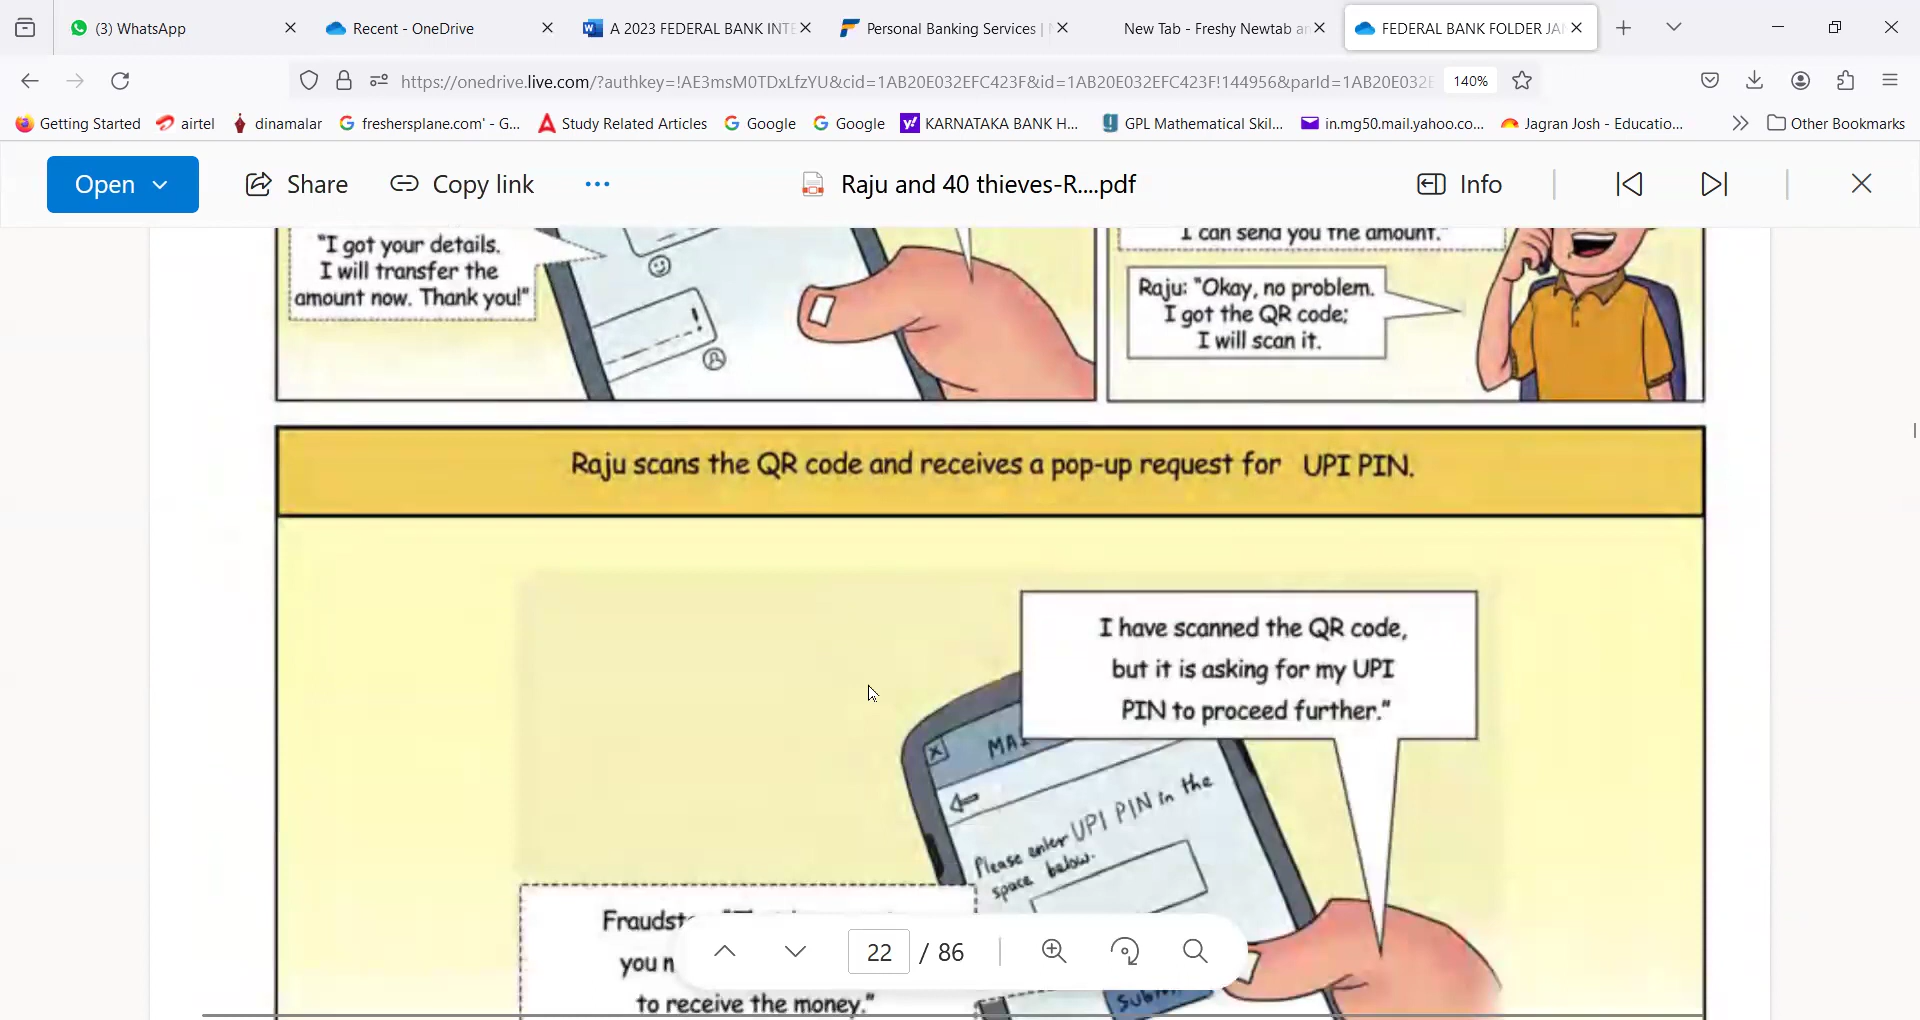 (3) WhatsApp
Recent - OneDrive
A 2023 FEDERAL BANK INTE
Personal Banking Services |
New Tab - Freshy Newtab an
FEDERAL BANK FOLDER JAN
https://onedrive.live.com/?authkey=!AE3msM0TDxLfzYU&cid=1AB20E032EFC423F&id=1AB20E032EFC423F!144956&parId=1AB20E032E
140%
Getting Started
airtel
dinamalar
freshersplane.com' - G...
Study Related Articles
Google
Google
KARNATAKA BANK H...
GPL Mathematical Skil...
in.mg50.mail.yahoo.co...
Jagran Josh - Educatio...
Other Bookmarks
Open
Share
Copy link
Raju and 40 thieves-R....pdf
Info
"I got your details.
I will transfer the
amount now. Thank you!"
I can send you the amount."
Raju: "Okay, no problem.
I got the QR code;
I will scan it.
Raju scans the QR code and receives a pop-up request for UPI PIN.
I have scanned the QR code,
but it is asking for my UPI
PIN to proceed further."
Please enter UPI PIN in the
space below.
you n
to receive the money."
22 / 86